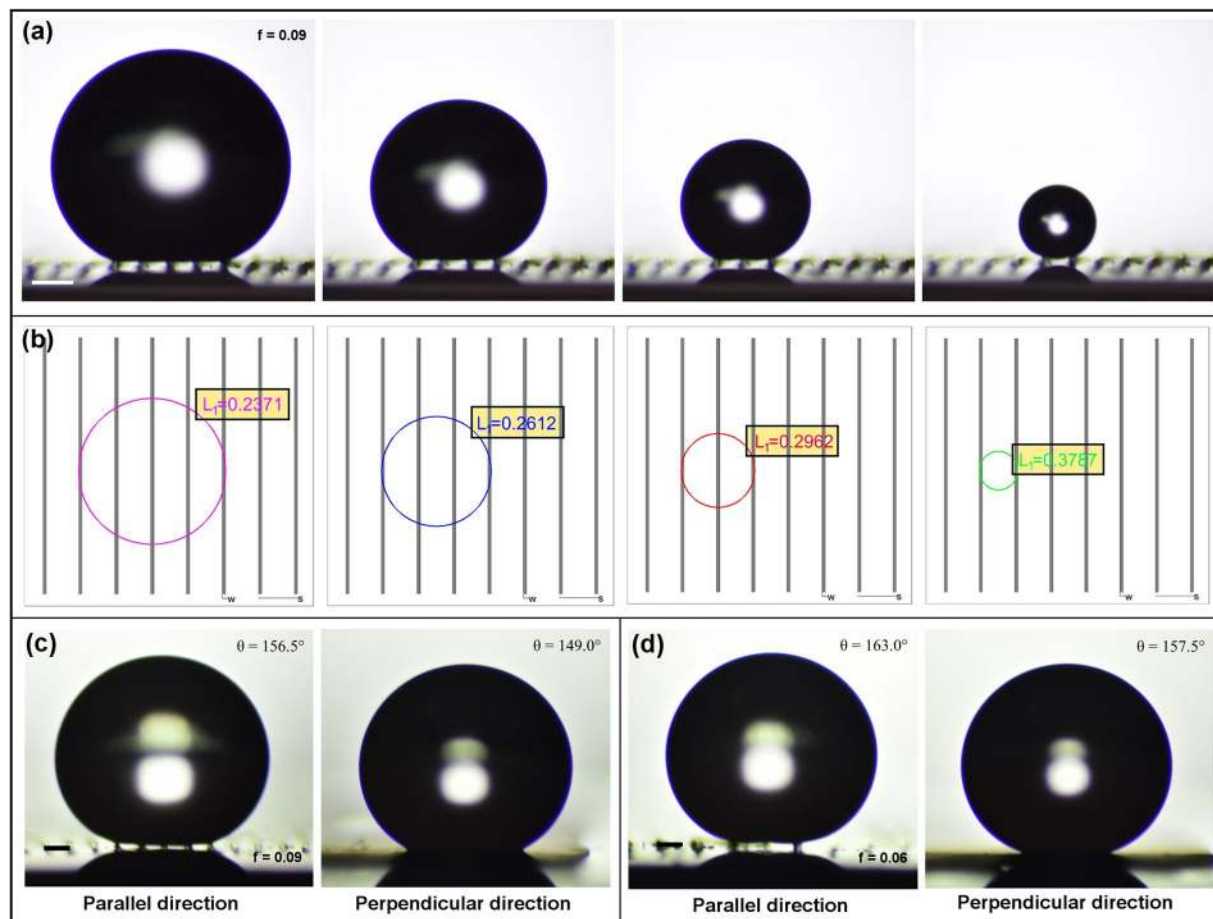 (a)
f = 0.09
(b)
L₁=0.2371
L₁=0.2612
L₁=0.2962
L₁=0.3787
w s
w s
w s
w s
(c)
θ = 156.5°
θ = 149.0°
(d)
θ = 163.0°
θ = 157.5°
f = 0.09
f = 0.06
Parallel direction
Perpendicular direction
Parallel direction
Perpendicular direction